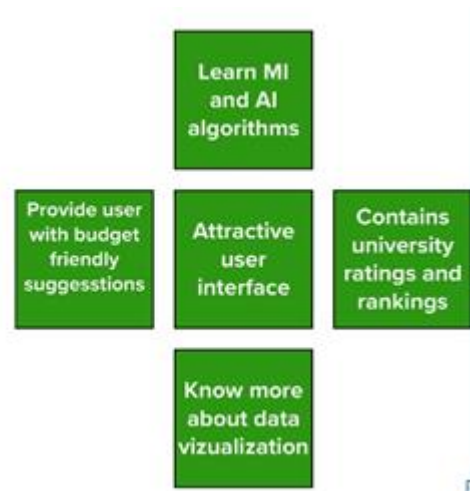 Learn MI
and AI
algorithms
Provide user
with budget
friendly
suggesstions
Attractive
user
interface
Contains
university
ratings and
rankings
Know more
about data
vizualization